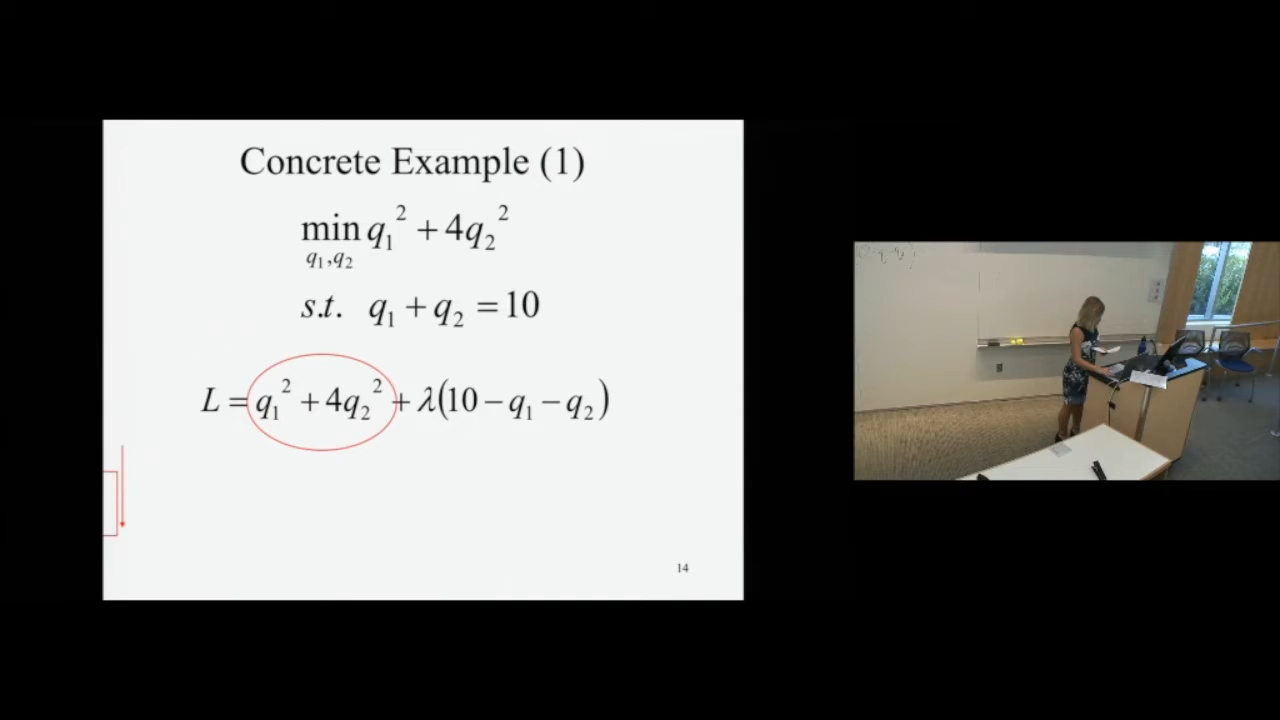 Concrete Example (1)
min q₁² + 4q₂²
q₁,q₂
s.t. q₁ + q₂ = 10
L = q₁² + 4q₂² + λ(10 − q₁ − q₂)
14